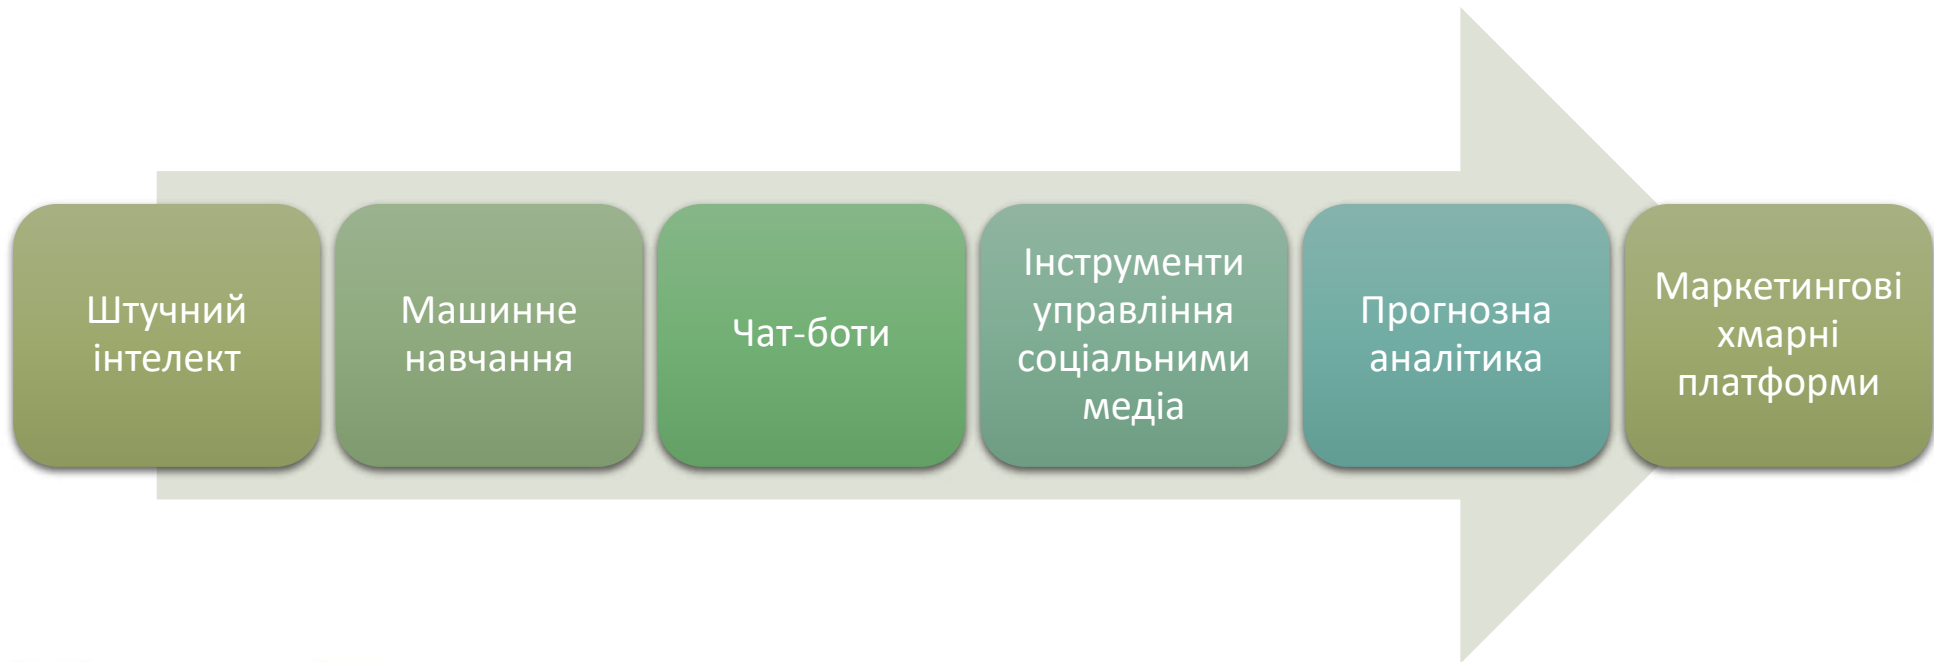 Штучний
інтелект
Машинне
навчання
Чат-боти
Інструменти
управління
соціальними
медіа
Прогнозна
аналітика
Маркетингові
хмарні
платформи